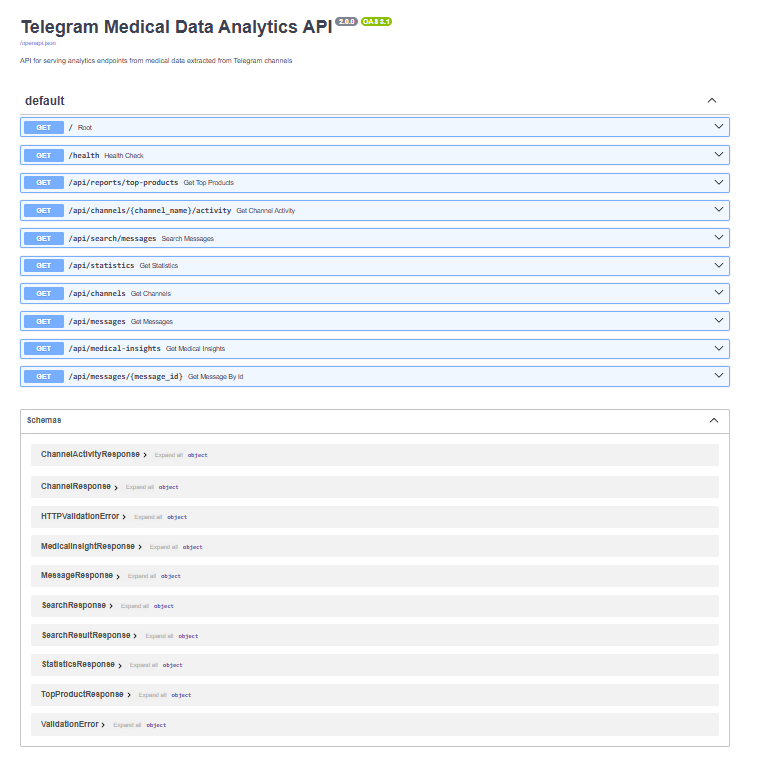 Telegram Medical Data Analytics API 2.0.0 OAS 3.1
/openapi.json
API for serving analytics endpoints from medical data extracted from Telegram channels
default
GET / Root
GET /health Health Check
GET /api/reports/top-products Get Top Products
GET /api/channels/{channel_name}/activity Get Channel Activity
GET /api/search/messages Search Messages
GET /api/statistics Get Statistics
GET /api/channels Get Channels
GET /api/messages Get Messages
GET /api/medical-insights Get Medical Insights
GET /api/messages/{message_id} Get Message By Id
Schemas
ChannelActivityResponse Expand all object
ChannelResponse Expand all object
HTTPValidationError Expand all object
MedicalInsightResponse Expand all object
MessageResponse Expand all object
SearchResponse Expand all object
SearchResultResponse Expand all object
StatisticsResponse Expand all object
TopProductResponse Expand all object
ValidationError Expand all object